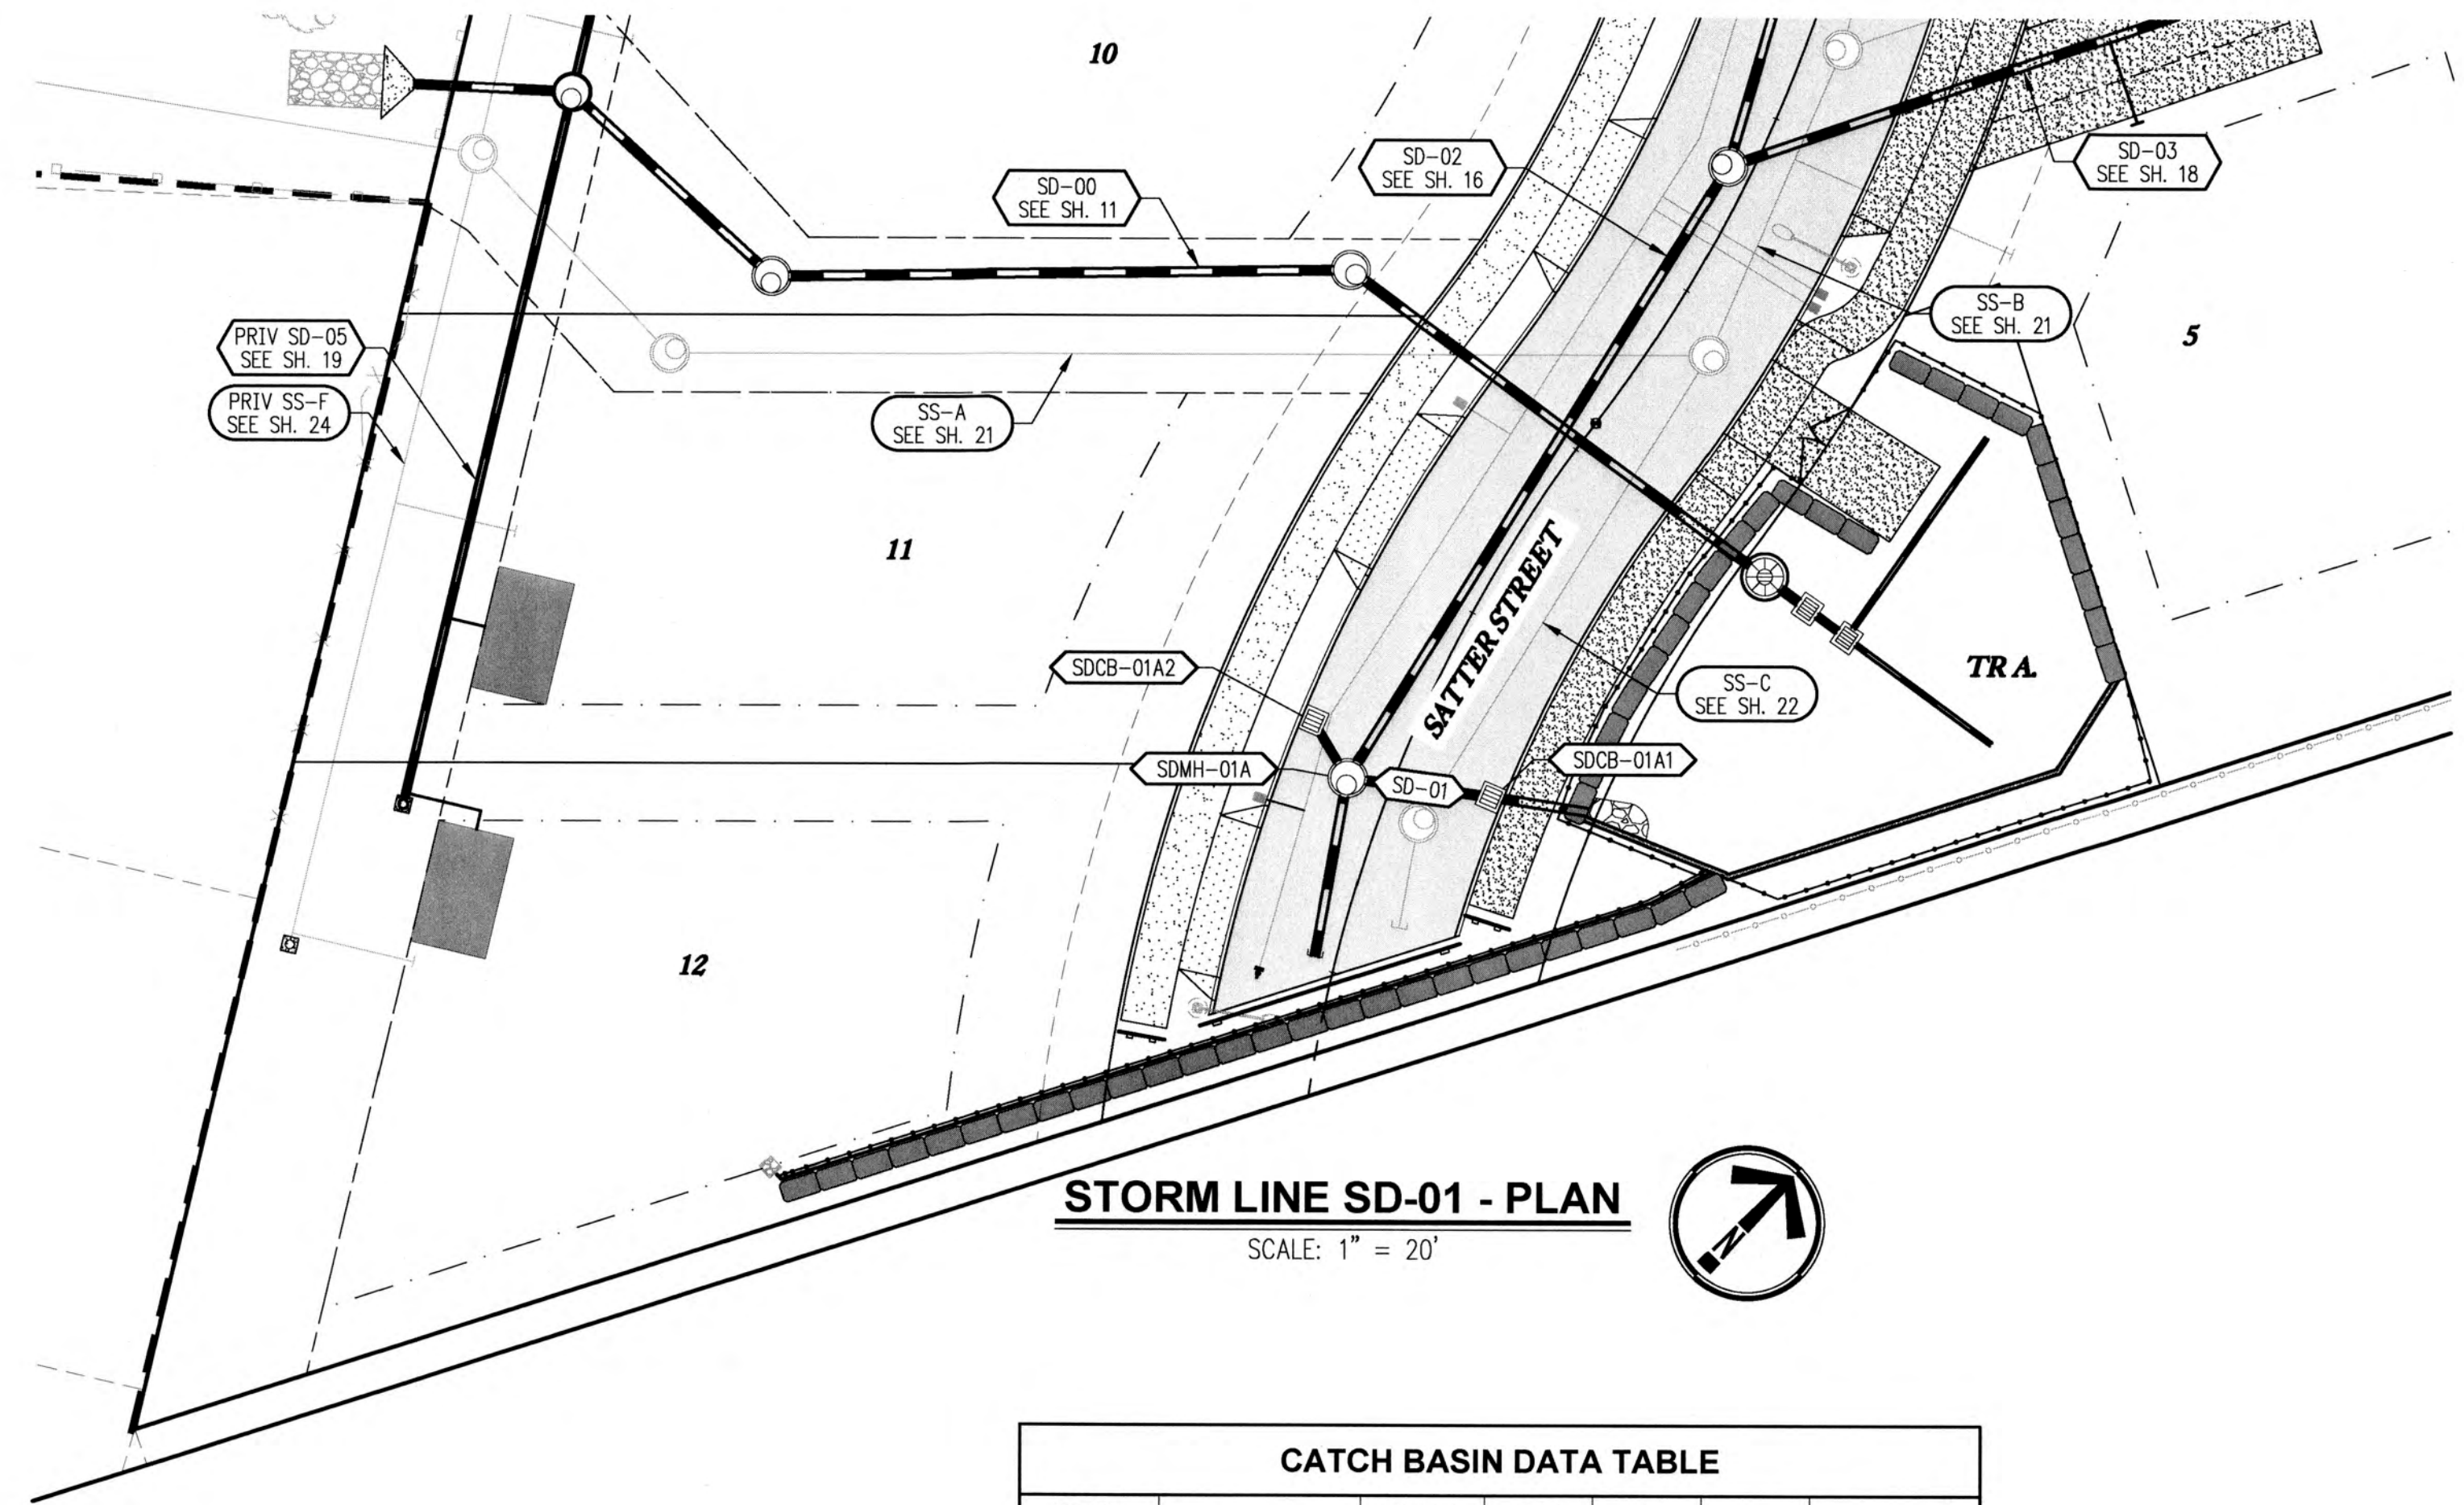 10
SD-02
SEE SH. 16
SD-03
SEE SH. 18
SD-00
SEE SH. 11
SS-B
SEE SH. 21
5
PRIV SD-05
SEE SH. 19
PRIV SS-F
SEE SH. 24
SS-A
SEE SH. 21
11
SATTER STREET
SDCB-01A2
SS-C
SEE SH. 22
TR A.
SDMH-01A
SD-01
SDCB-01A1
12
STORM LINE SD-01 - PLAN
SCALE: 1" = 20'
N
CATCH BASIN DATA TABLE